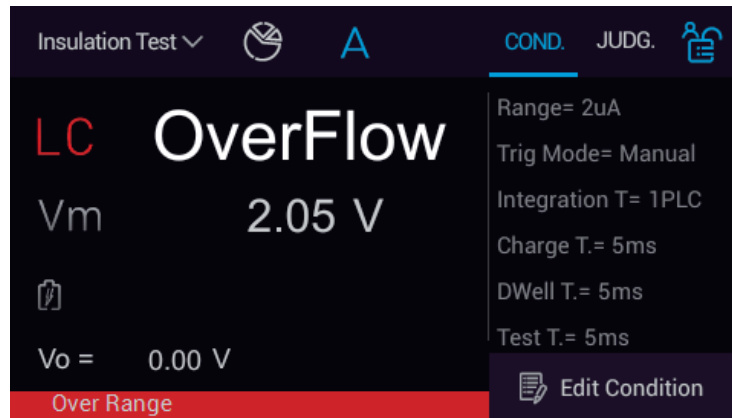 Insulation Test
A
COND. JUDG.
LC OverFlow
Vm 2.05 V
Vo = 0.00 V
Over Range
Range= 2uA
Trig Mode= Manual
Integration T= 1PLC
Charge T.= 5ms
DWell T.= 5ms
Test T.= 5ms
Edit Condition